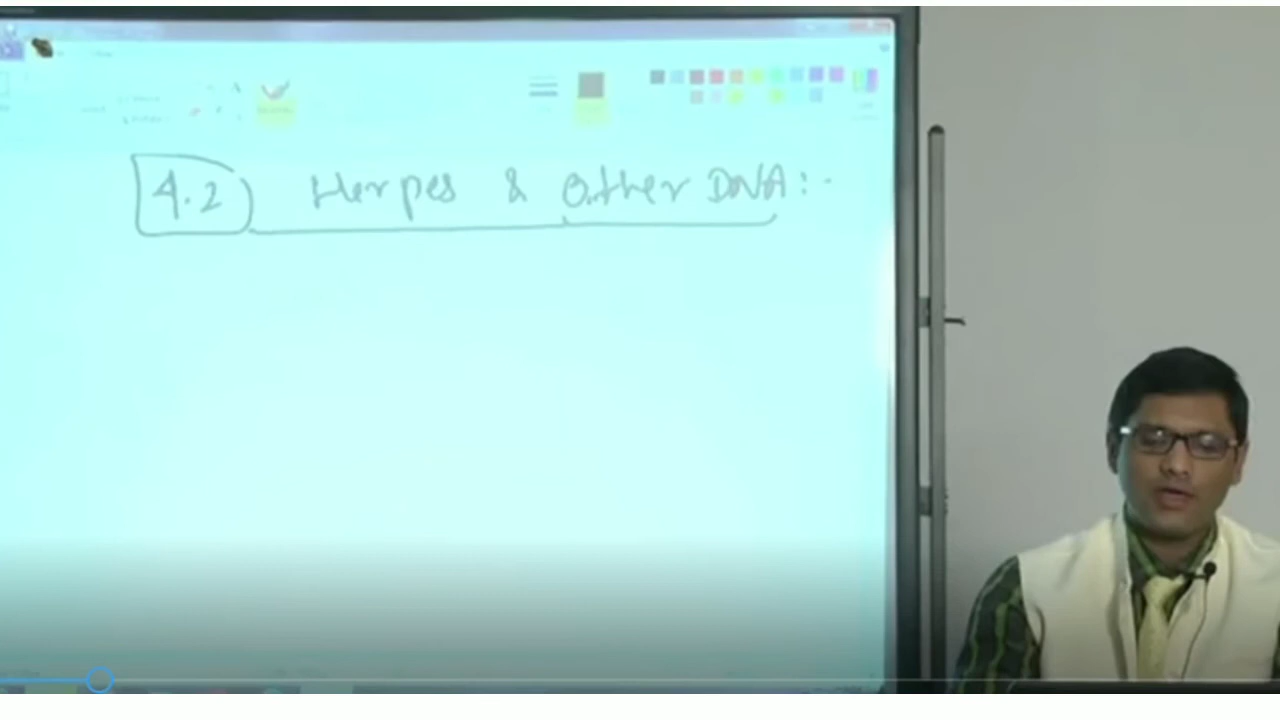 4.2) Herpes & Other DNA:-